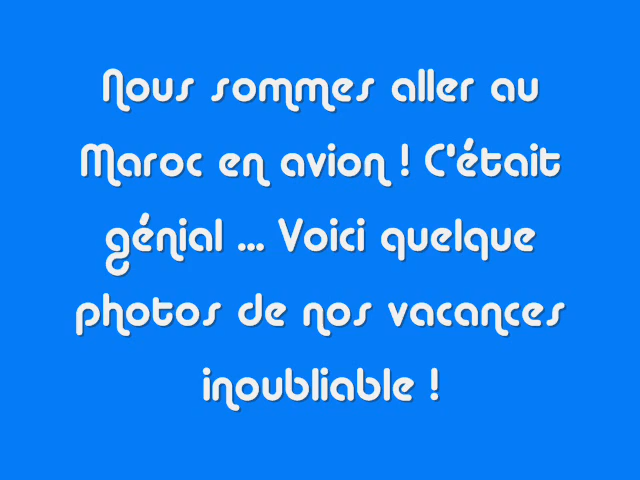 Nous sommes aller au
Maroc en avion ! C'était
génial ... Voici quelque
photos de nos vacances
inoubliable !